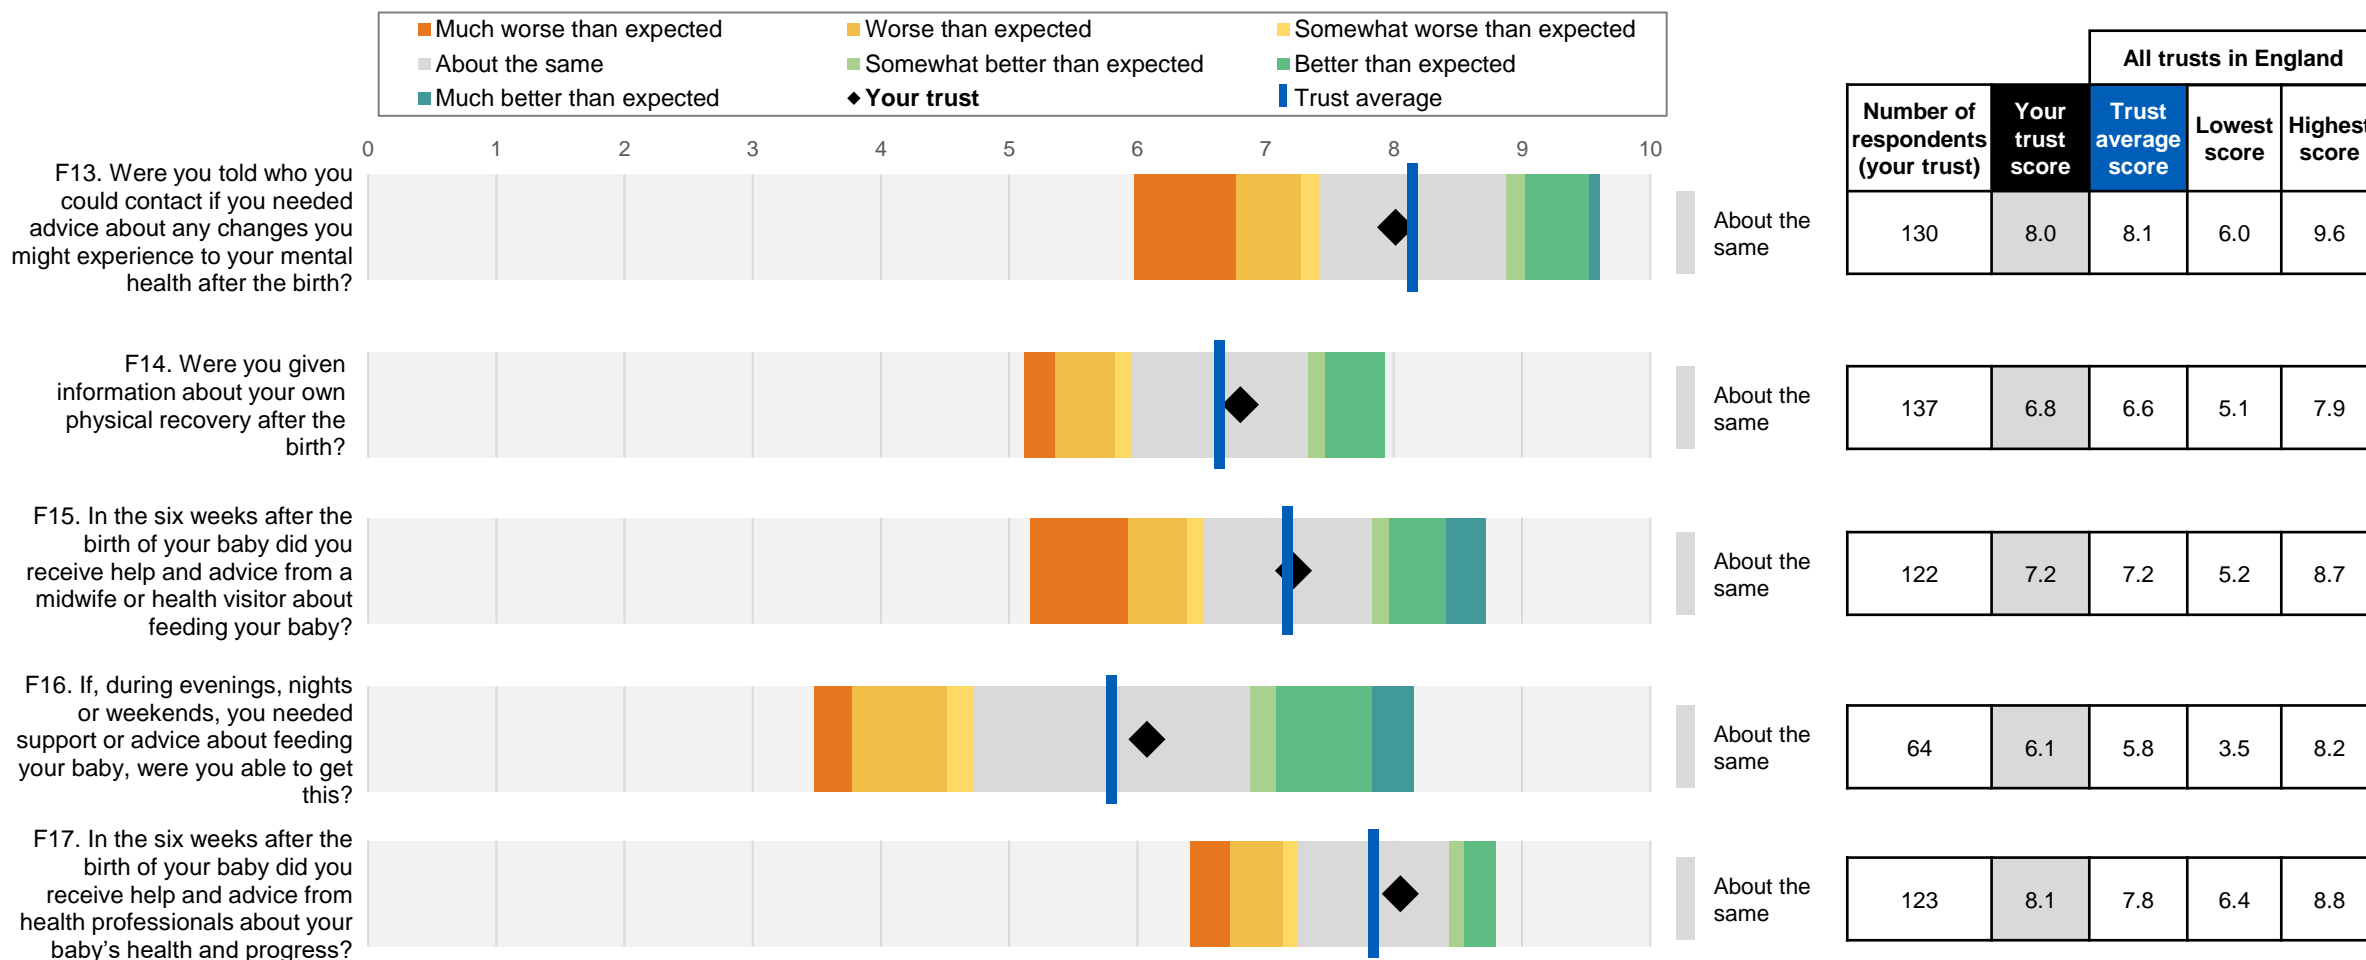 Much worse than expected
Worse than expected
Somewhat worse than expected
About the same
Somewhat better than expected
Better than expected
Much better than expected
Your trust
Trust average
All trusts in England
Number of respondents (your trust)
Your trust score
Trust average score
Lowest score
Highest score
0 1 2 3 4 5 6 7 8 9 10
F13. Were you told who you
could contact if you needed
advice about any changes you
might experience to your mental
health after the birth?
About the
same
130 8.0 8.1 6.0 9.6
F14. Were you given
information about your own
physical recovery after the
birth?
About the
same
137 6.8 6.6 5.1 7.9
F15. In the six weeks after the
birth of your baby did you
receive help and advice from a
midwife or health visitor about
feeding your baby?
About the
same
122 7.2 7.2 5.2 8.7
F16. If, during evenings, nights
or weekends, you needed
support or advice about feeding
your baby, were you able to get
this?
About the
same
64 6.1 5.8 3.5 8.2
F17. In the six weeks after the
birth of your baby did you
receive help and advice from
health professionals about your
baby’s health and progress?
About the
same
123 8.1 7.8 6.4 8.8